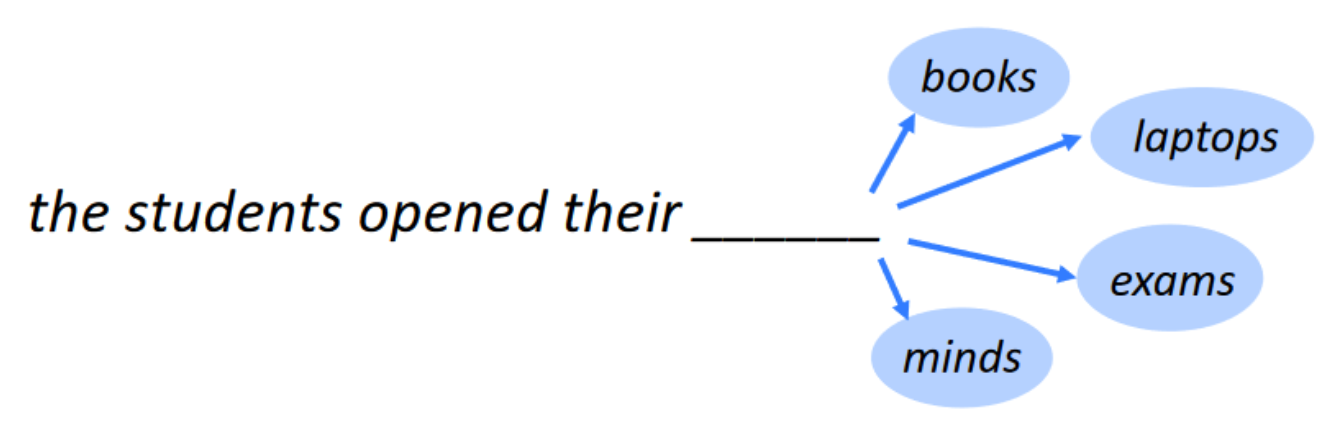 books
laptops
the students opened their ______
exams
minds